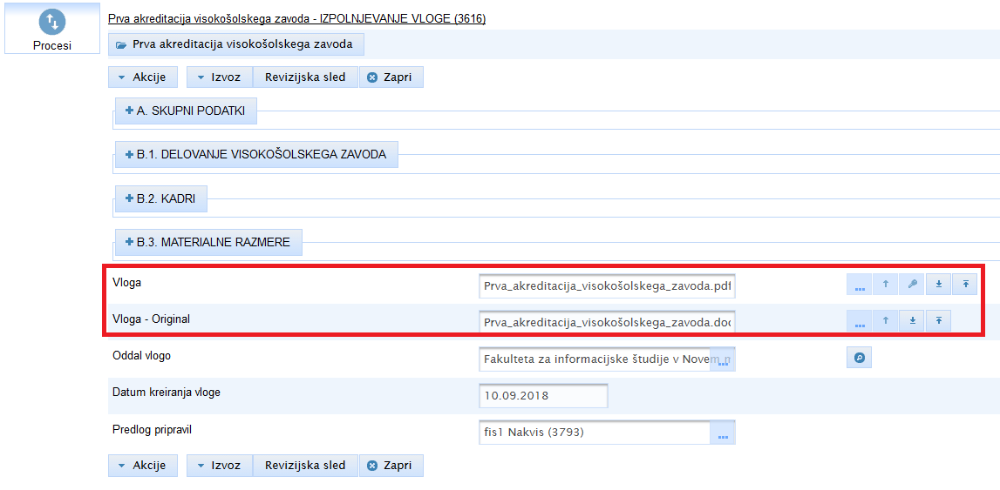 Procesi
Prva akreditacija visokošolskega zavoda - IZPOLNJEVANJE VLOGE (3616)
Prva akreditacija visokošolskega zavoda
Akcije Izvoz Revizijska sled Zapri
A. SKUPNI PODATKI
B.1. DELOVANJE VISOKOŠOLSKEGA ZAVODA
B.2. KADRI
B.3. MATERIALNE RAZMERE
Vloga Prva_akreditacija_visokošolskega_zavoda.pdf ...
Vloga - Original Prva_akreditacija_visokošolskega_zavoda.doc ...
Oddal vlogo Fakulteta za informacijske študije v Novem m ...
Datum kreiranja vloge 10.09.2018
Predlog pripravil fis1 Nakvis (3793) ...
Akcije Izvoz Revizijska sled Zapri